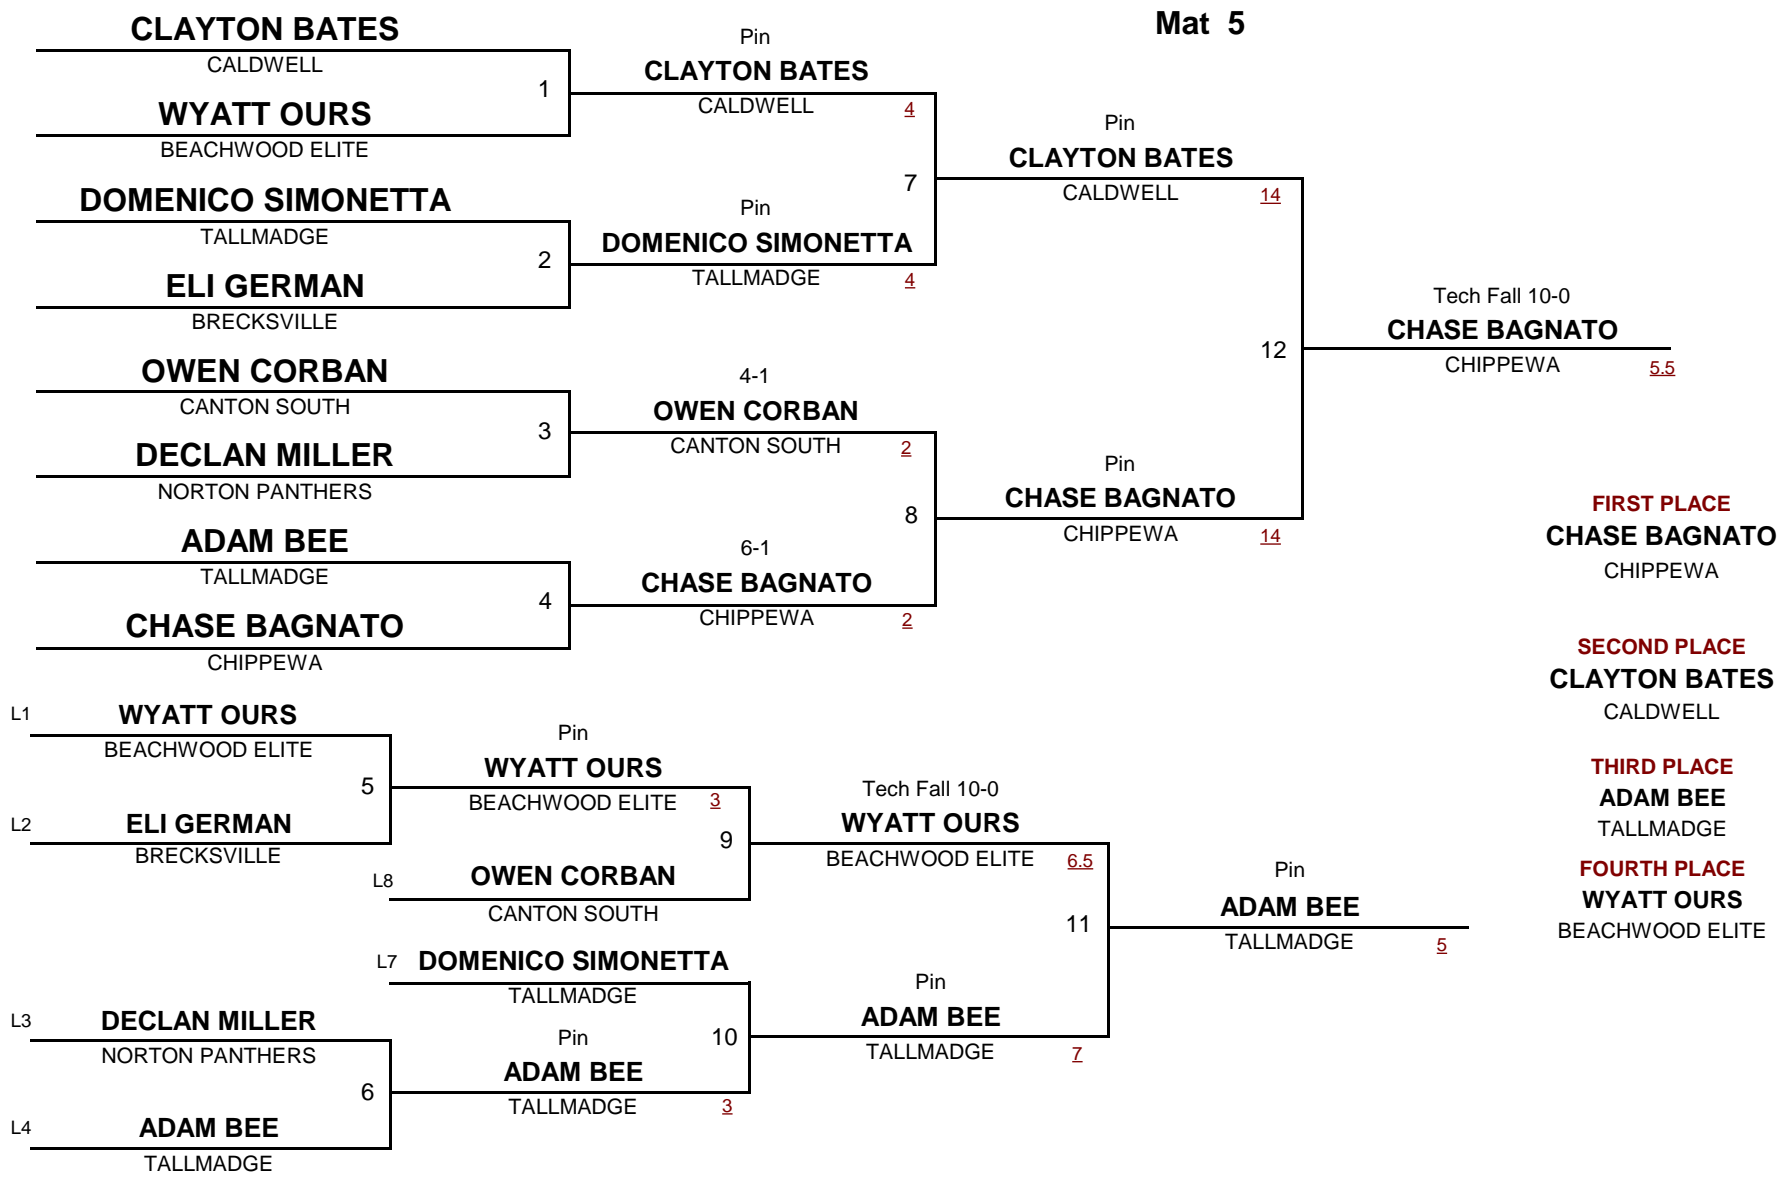 Mat 5
CLAYTON BATES
CALDWELL
1
WYATT OURS
BEACHWOOD ELITE
DOMENICO SIMONETTA
TALLMADGE
2
ELI GERMAN
BRECKSVILLE
OWEN CORBAN
CANTON SOUTH
3
DECLAN MILLER
NORTON PANTHERS
ADAM BEE
TALLMADGE
4
CHASE BAGNATO
CHIPPEWA
Pin
CLAYTON BATES
CALDWELL 4
7
Pin
DOMENICO SIMONETTA
TALLMADGE 4
4-1
OWEN CORBAN
CANTON SOUTH 2
8
6-1
CHASE BAGNATO
CHIPPEWA 2
Pin
CLAYTON BATES
CALDWELL 14
12
Pin
CHASE BAGNATO
CHIPPEWA 14
Tech Fall 10-0
CHASE BAGNATO
CHIPPEWA 5.5
L1 WYATT OURS
BEACHWOOD ELITE
5
L2 ELI GERMAN
BRECKSVILLE
L3 DECLAN MILLER
NORTON PANTHERS
6
L4 ADAM BEE
TALLMADGE
Pin
WYATT OURS
BEACHWOOD ELITE 3
9
L8 OWEN CORBAN
CANTON SOUTH
L7 DOMENICO SIMONETTA
TALLMADGE
10
Pin
ADAM BEE
TALLMADGE 3
Tech Fall 10-0
WYATT OURS
BEACHWOOD ELITE 6.5
11
Pin
ADAM BEE
TALLMADGE 7
Pin
ADAM BEE
TALLMADGE 5
FIRST PLACE
CHASE BAGNATO
CHIPPEWA
SECOND PLACE
CLAYTON BATES
CALDWELL
THIRD PLACE
ADAM BEE
TALLMADGE
FOURTH PLACE
WYATT OURS
BEACHWOOD ELITE